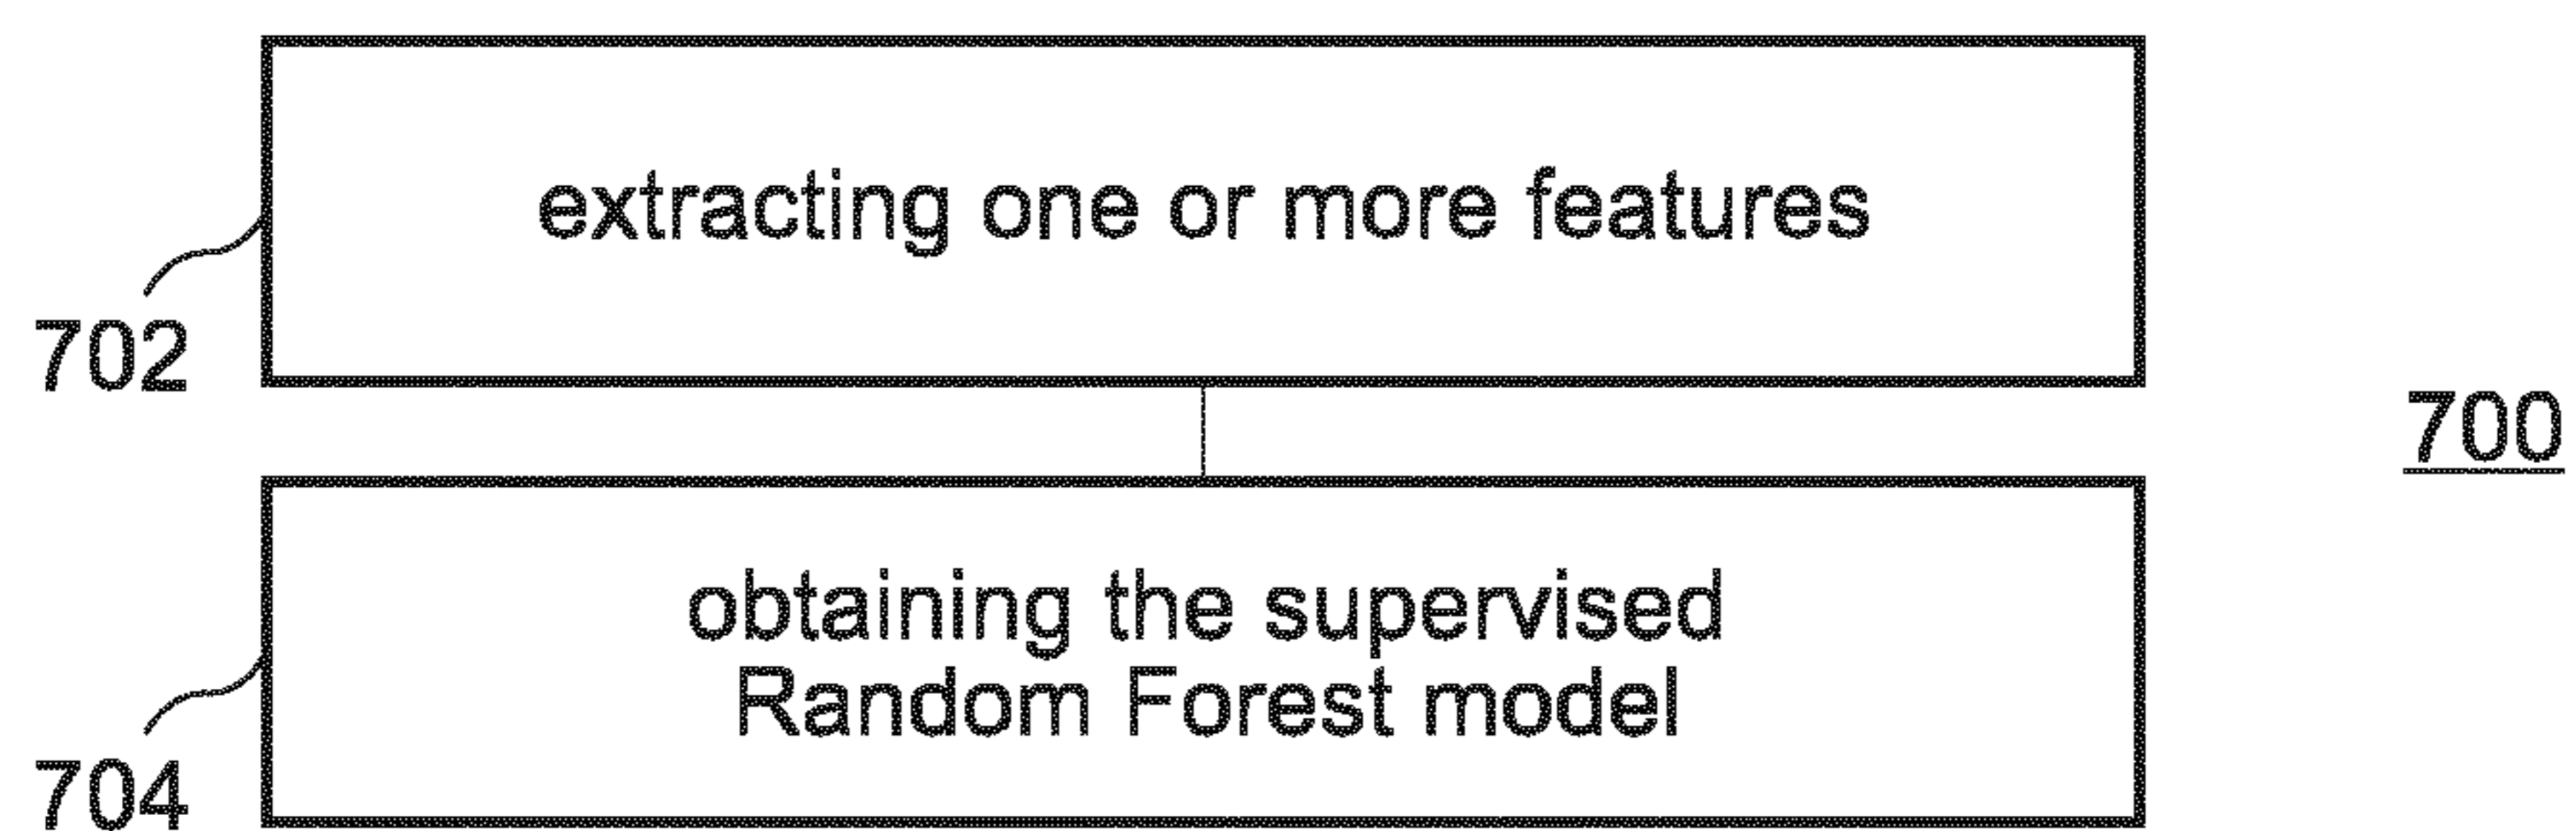 extracting one or more features
702
700
obtaining the supervised
Random Forest model
704